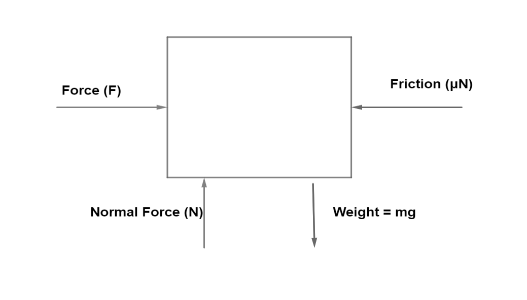 Force (F)
Friction (μN)
Normal Force (N)
Weight = mg